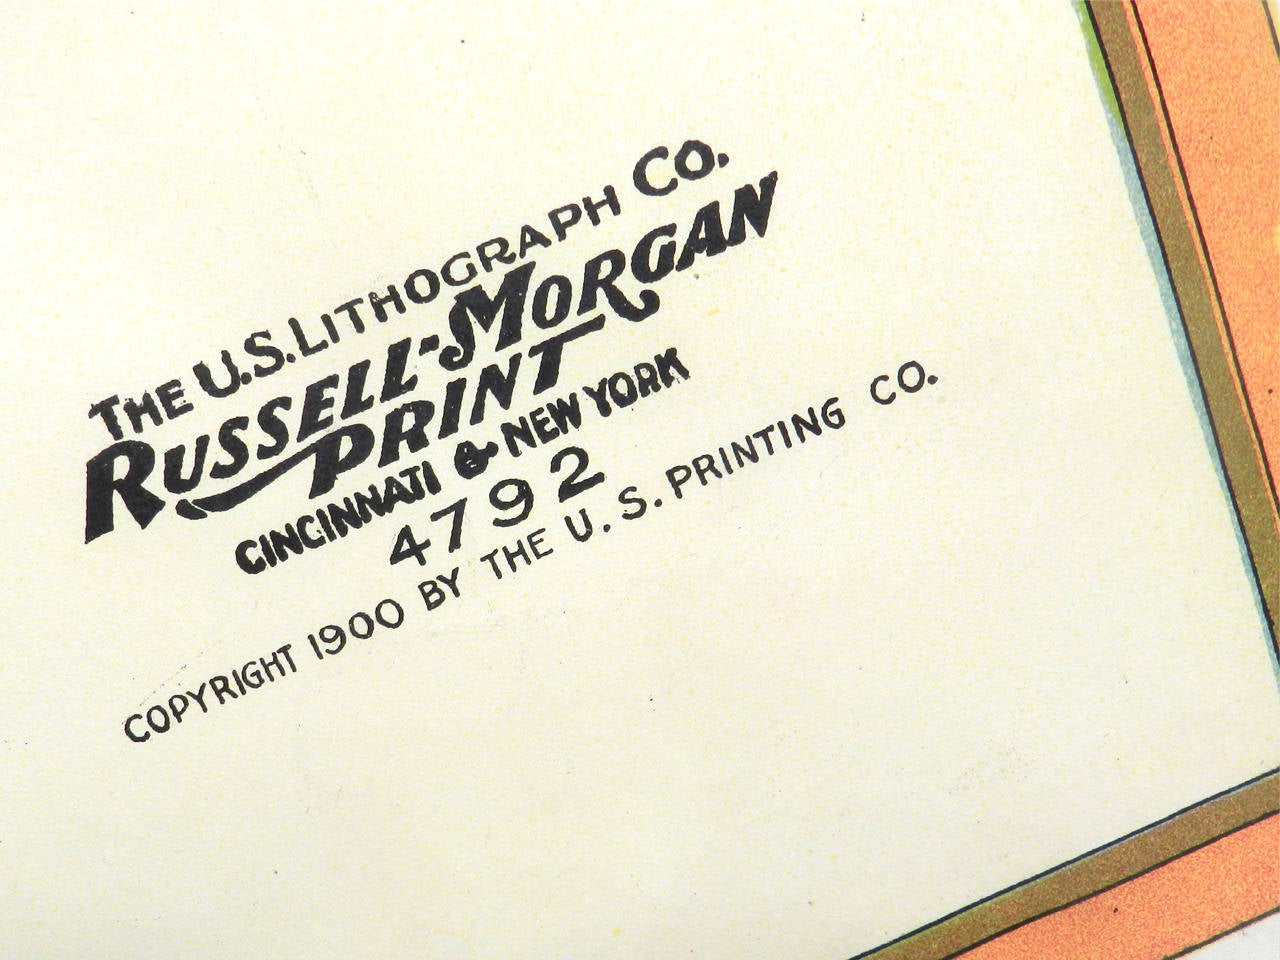 THE U.S. LITHOGRAPH CO.
RUSSELL-MORGAN
PRINT
CINCINNATI & NEW YORK
4792
COPYRIGHT 1900 BY THE U. S. PRINTING CO.